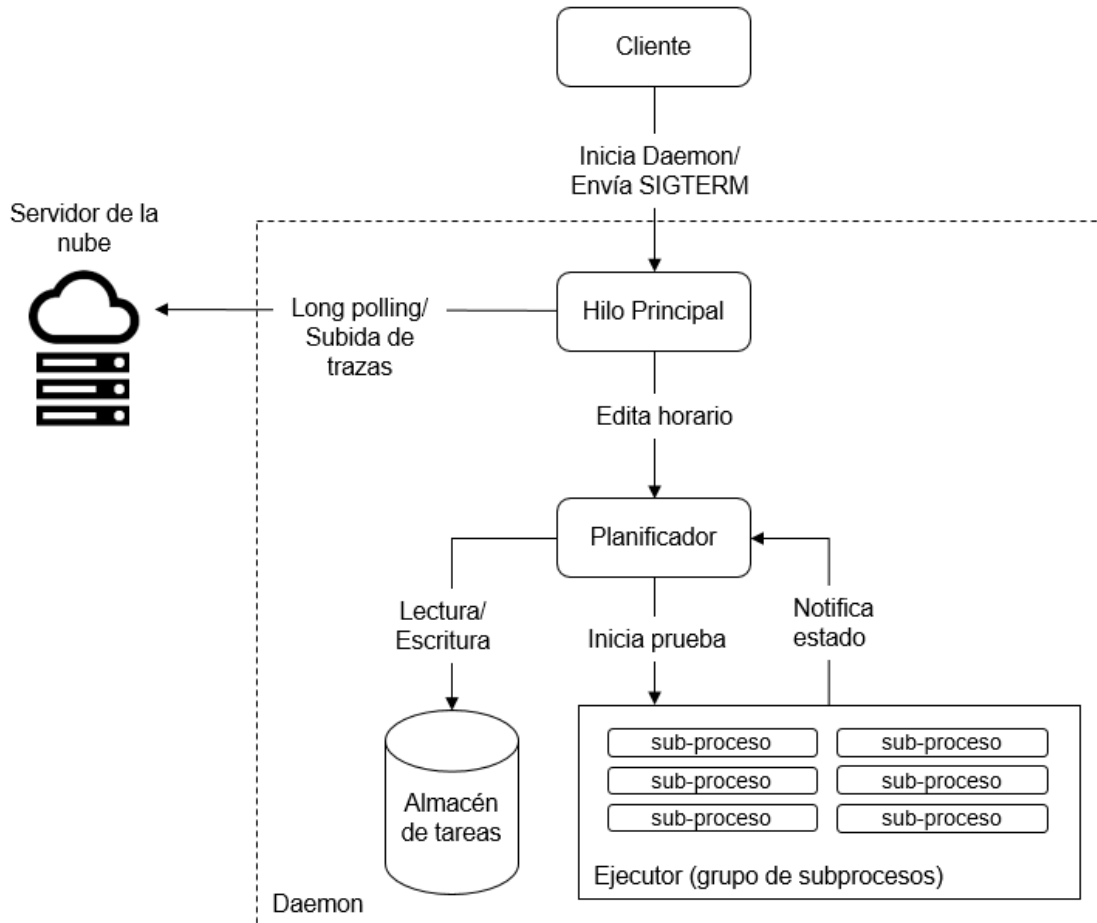 Cliente
Inicia Daemon/
Envía SIGTERM
Servidor de la
nube
Long polling/
Subida de
trazas
Hilo Principal
Edita horario
Planificador
Lectura/
Escritura
Inicia prueba
Notifica
estado
Almacén
de tareas
sub-proceso
sub-proceso
sub-proceso
sub-proceso
sub-proceso
sub-proceso
Ejecutor (grupo de subprocesos)
Daemon